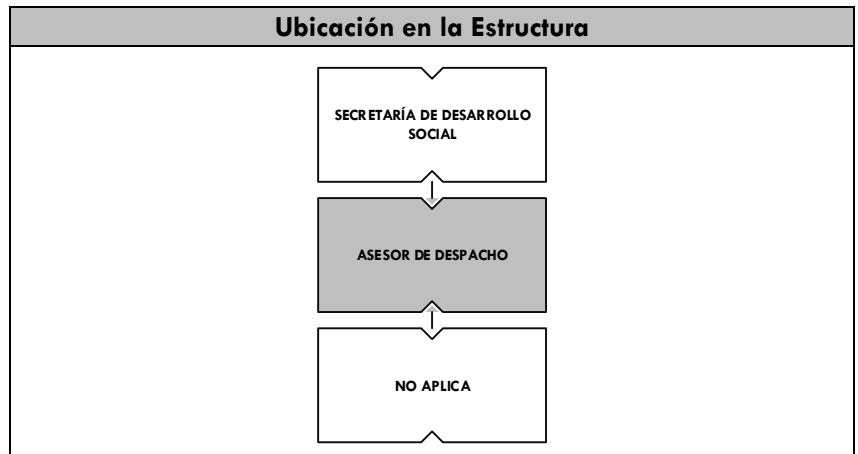 Ubicación en la Estructura
SECRETARÍA DE DESARROLLO
SOCIAL
ASESOR DE DESPACHO
NO APLICA